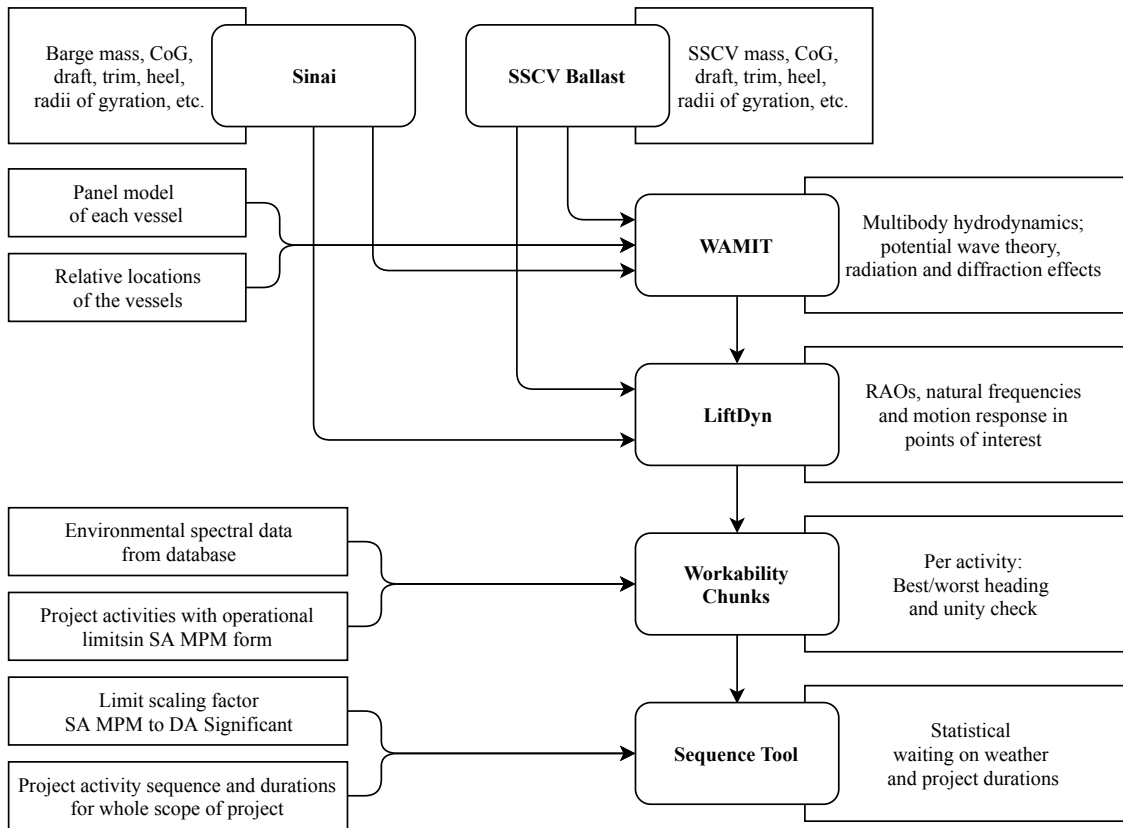 Barge mass, CoG,
draft, trim, heel,
radii of gyration, etc.
Sinai
SSCV Ballast
SSCV mass, CoG,
draft, trim, heel,
radii of gyration, etc.
Panel model
of each vessel
Relative locations
of the vessels
WAMIT
Multibody hydrodynamics;
potential wave theory,
radiation and diffraction effects
LiftDyn
RAOs, natural frequencies
and motion response in
points of interest
Environmental spectral data
from database
Project activities with operational
limitsin SA MPM form
Workability
Chunks
Per activity:
Best/worst heading
and unity check
Limit scaling factor
SA MPM to DA Significant
Project activity sequence and durations
for whole scope of project
Sequence Tool
Statistical
waiting on weather
and project durations